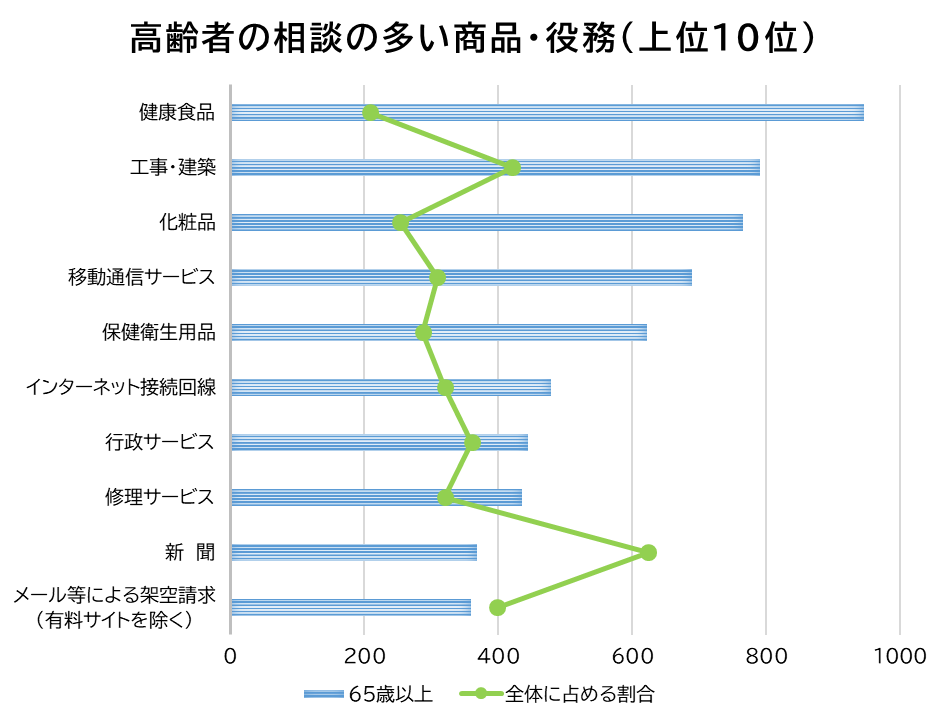 高齢者の相談の多い商品・役務(上位10位)
健康食品
工事・建築
化粧品
移動通信サービス
保健衛生用品
インターネット接続回線
行政サービス
修理サービス
新 聞
メール等による架空請求
(有料サイトを除く)
0 200 400 600 800 1000
65歳以上 全体に占める割合